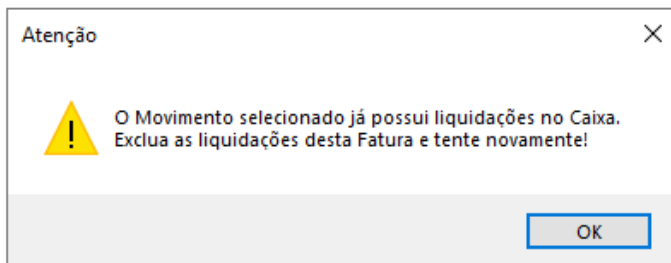 Atenção
O Movimento selecionado já possui liquidações no Caixa.
Exclua as liquidações desta Fatura e tente novamente!
OK